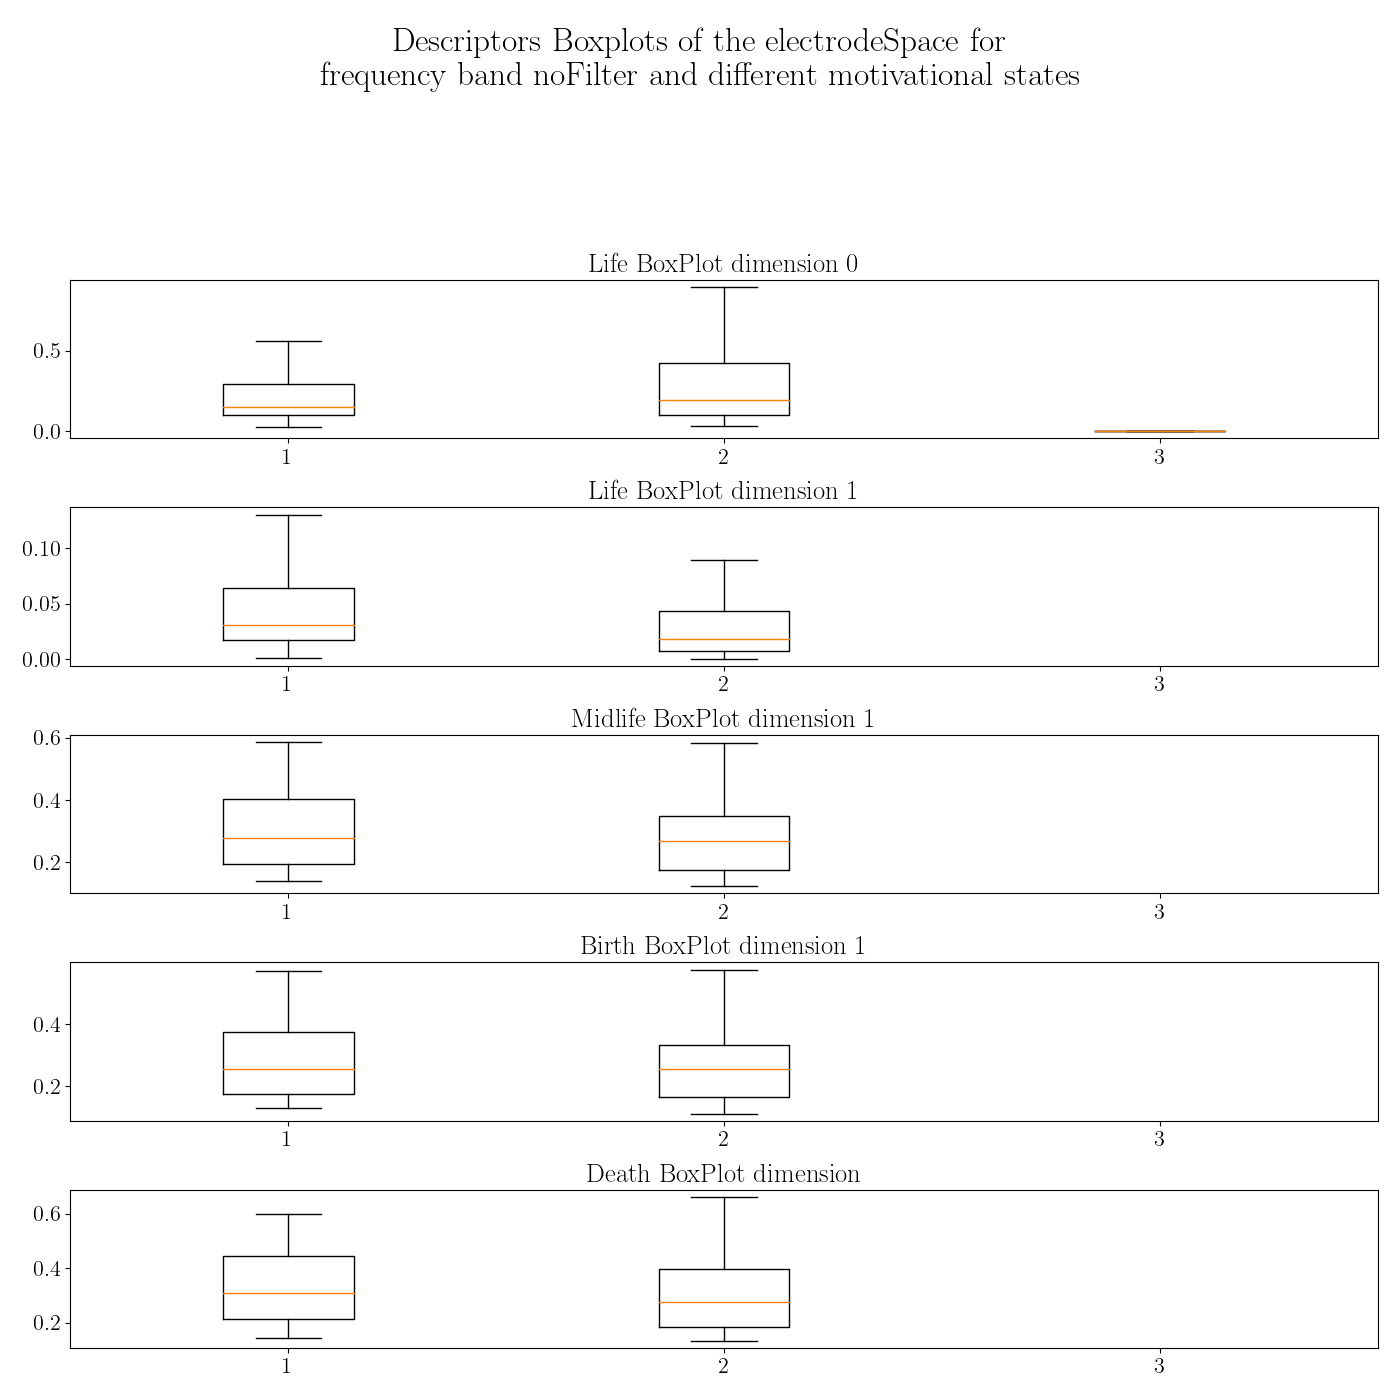 Descriptors Boxplots of the electrodeSpace for
frequency band noFilter and different motivational states
Life BoxPlot dimension 0
0.5
0.0
1 2 3
Life BoxPlot dimension 1
0.10
0.05
0.00
1 2 3
Midlife BoxPlot dimension 1
0.6
0.4
0.2
1 2 3
Birth BoxPlot dimension 1
0.4
0.2
1 2 3
Death BoxPlot dimension
0.6
0.4
0.2
1 2 3